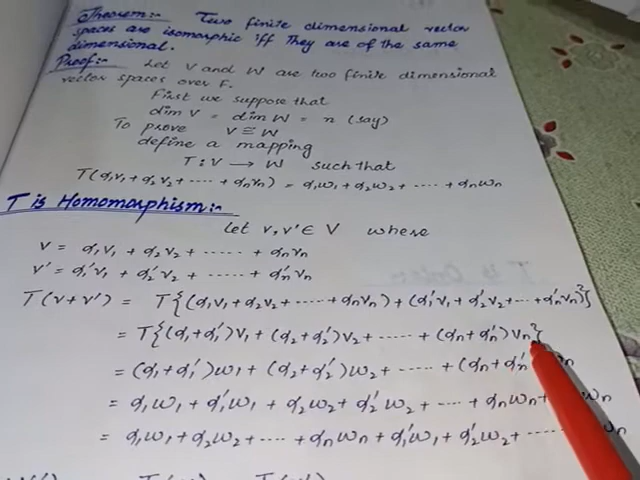 Theorem:- Two finite dimensional vector
spaces are isomorphic iff they are of the same
dimensional.
Proof:- Let V and W are two finite dimensional
vector spaces over F.
First we suppose that
dim V = dim W = n (say)
To prove V ≅ W
define a mapping
T : V → W such that
T(α₁v₁ + α₂v₂ + ---- + αₙvₙ) = α₁w₁ + α₂w₂ + ---- + αₙwₙ
T is Homomorphism:-
Let v, v' ∈ V where
v = α₁v₁ + α₂v₂ + ------ + αₙvₙ
v' = α₁'v₁ + α₂'v₂ + ------ + αₙ'vₙ
T(v+v') = T{(α₁v₁ + α₂v₂ + ---- + αₙvₙ) + (α₁'v₁ + α₂'v₂ + --- + αₙ'vₙ)}
= T{(α₁+α₁')v₁ + (α₂+α₂')v₂ + ----- + (αₙ+αₙ')vₙ}
= (α₁+α₁')w₁ + (α₂+α₂')w₂ + ----- + (αₙ+αₙ'
= α₁w₁ + α₁'w₁ + α₂w₂ + α₂'w₂ + ---- + αₙwₙ + wₙ
= α₁w₁ + α₂w₂ + ---- + αₙwₙ + α₁'w₁ + α₂'w₂ + ---- wₙ